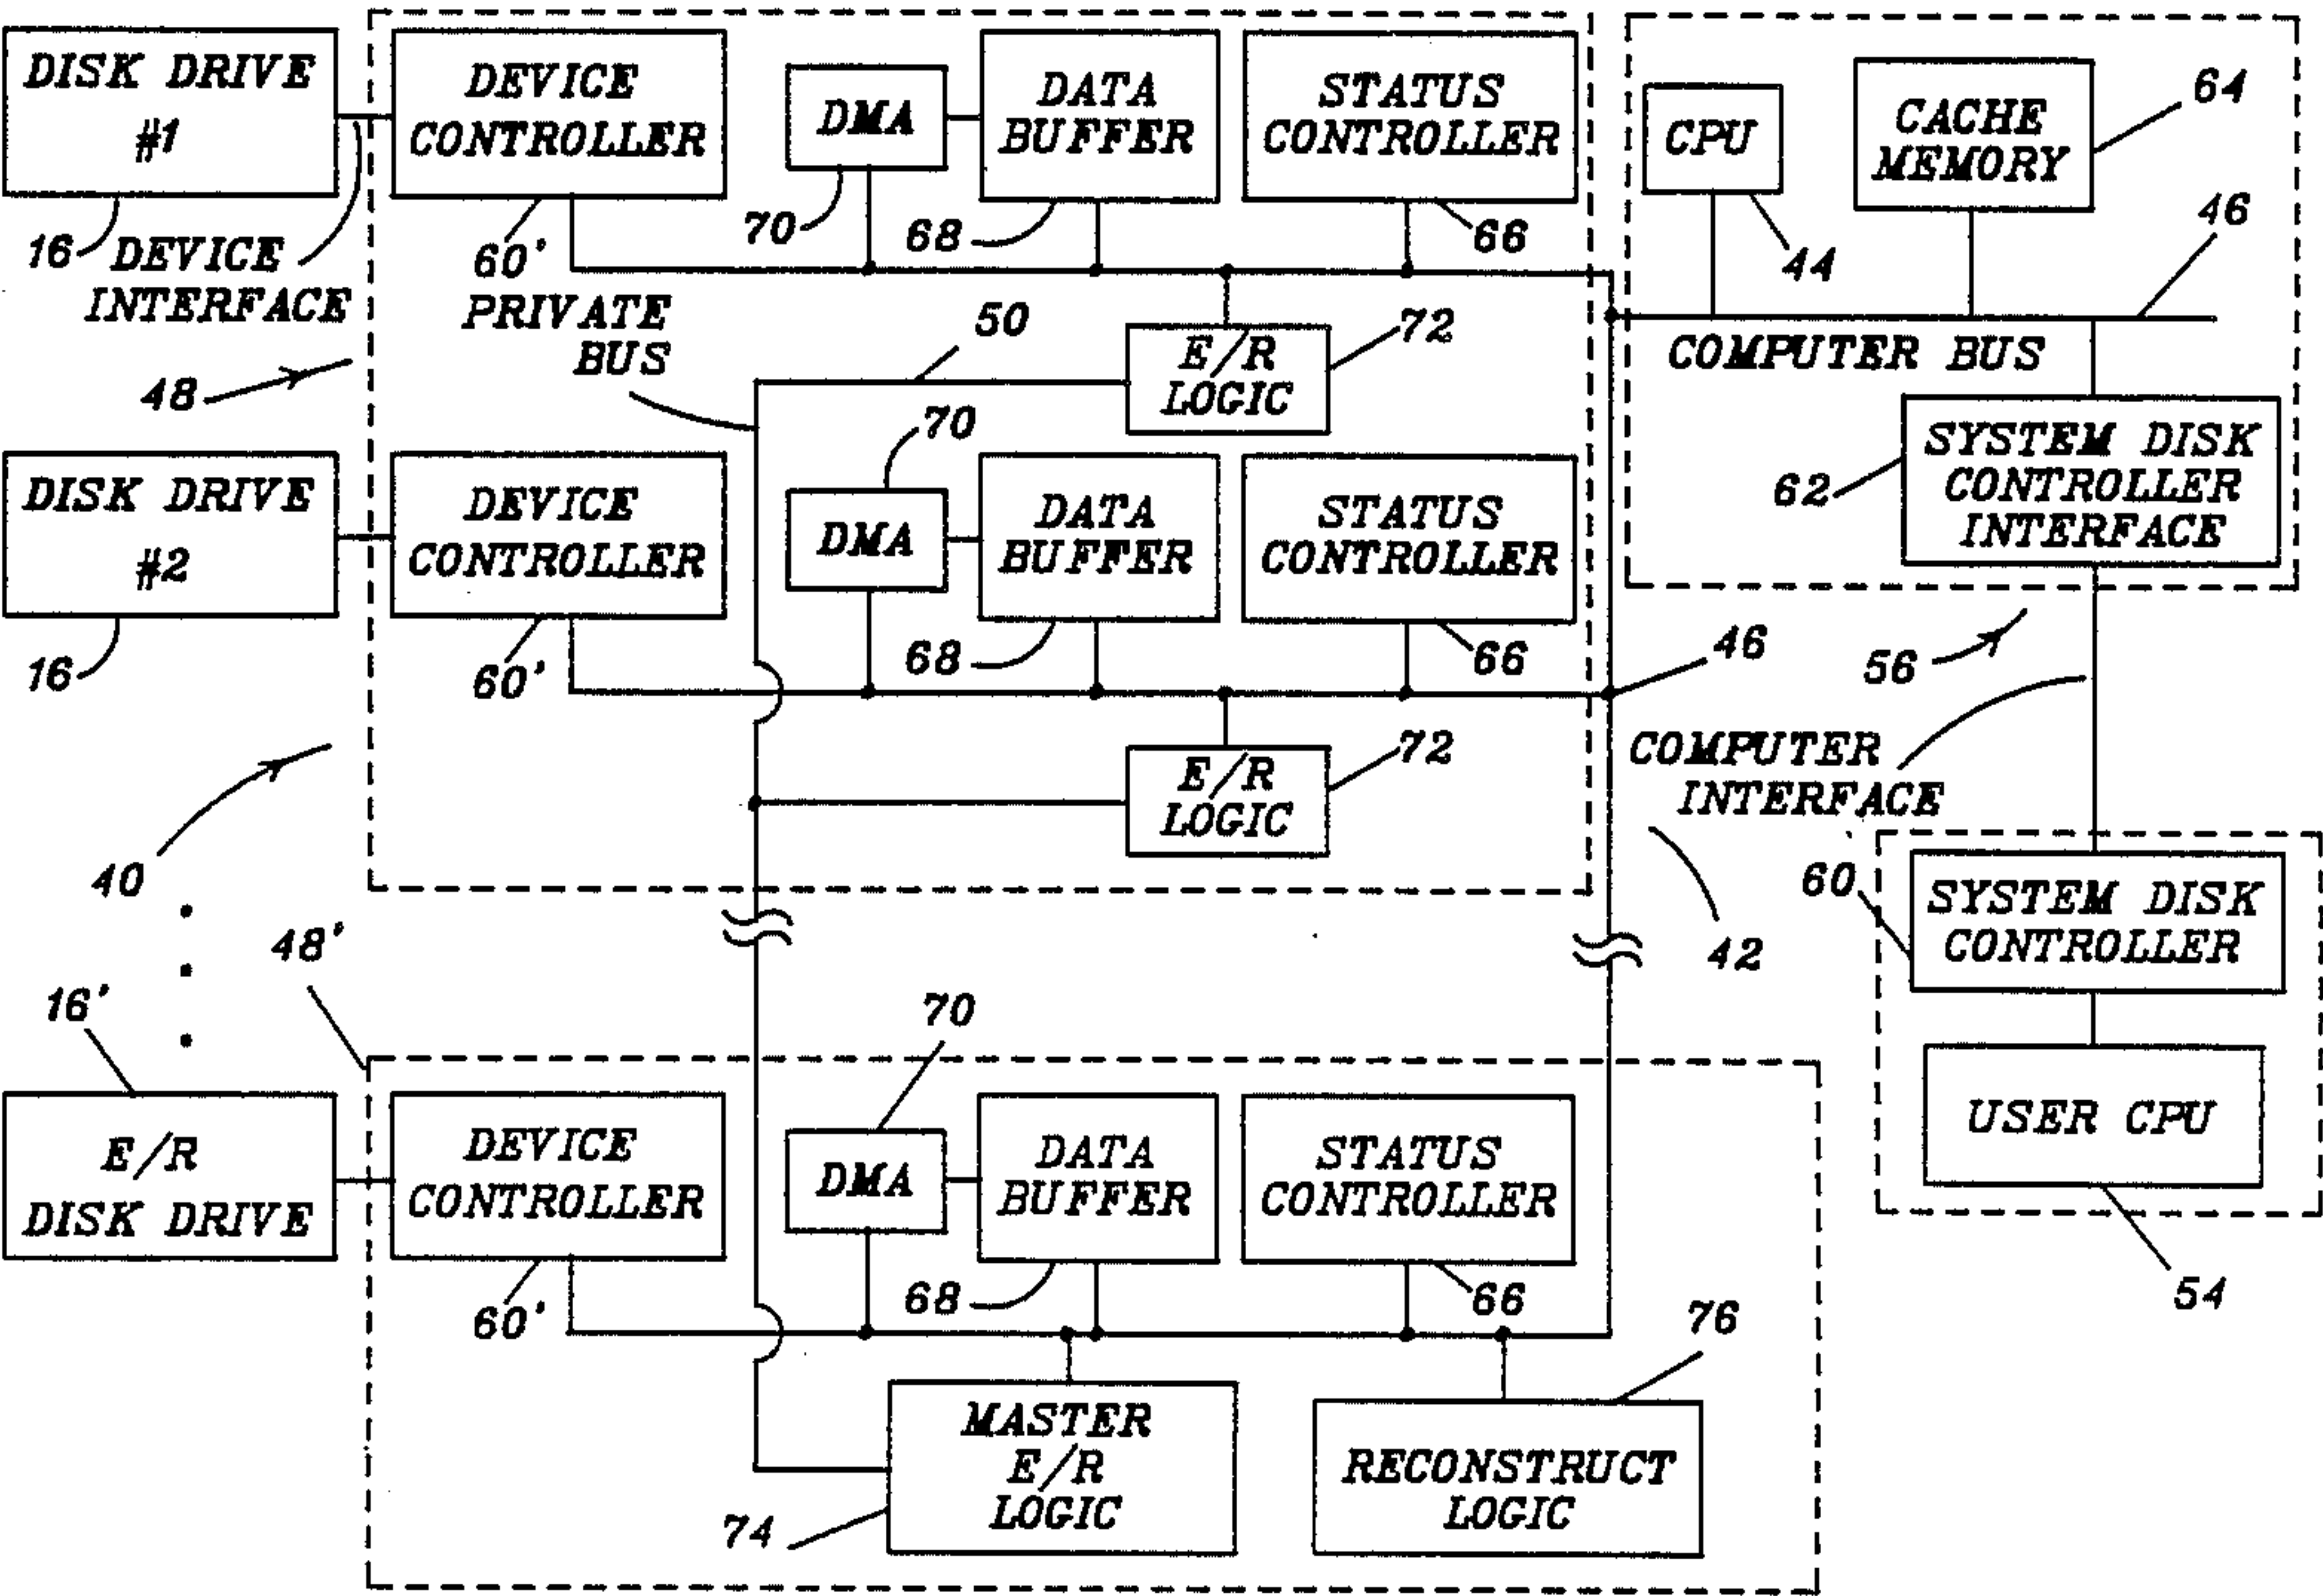 DISK DRIVE
#1
DEVICE
CONTROLLER
DMA
DATA
BUFFER
STATUS
CONTROLLER
CPU
CACHE
MEMORY
64
16
DEVICE
INTERFACE
60'
70
68
66
44
46
PRIVATE
BUS
50
E/R
LOGIC
72
COMPUTER BUS
48
70
DISK DRIVE
#2
DEVICE
CONTROLLER
DMA
DATA
BUFFER
STATUS
CONTROLLER
62
SYSTEM DISK
CONTROLLER
INTERFACE
16
60'
68
66
46
56
E/R
LOGIC
72
COMPUTER
INTERFACE
40
48'
42
60
SYSTEM DISK
CONTROLLER
16'
70
USER CPU
E/R
DISK DRIVE
DEVICE
CONTROLLER
DMA
DATA
BUFFER
STATUS
CONTROLLER
54
60'
68
66
76
MASTER
E/R
LOGIC
74
RECONSTRUCT
LOGIC